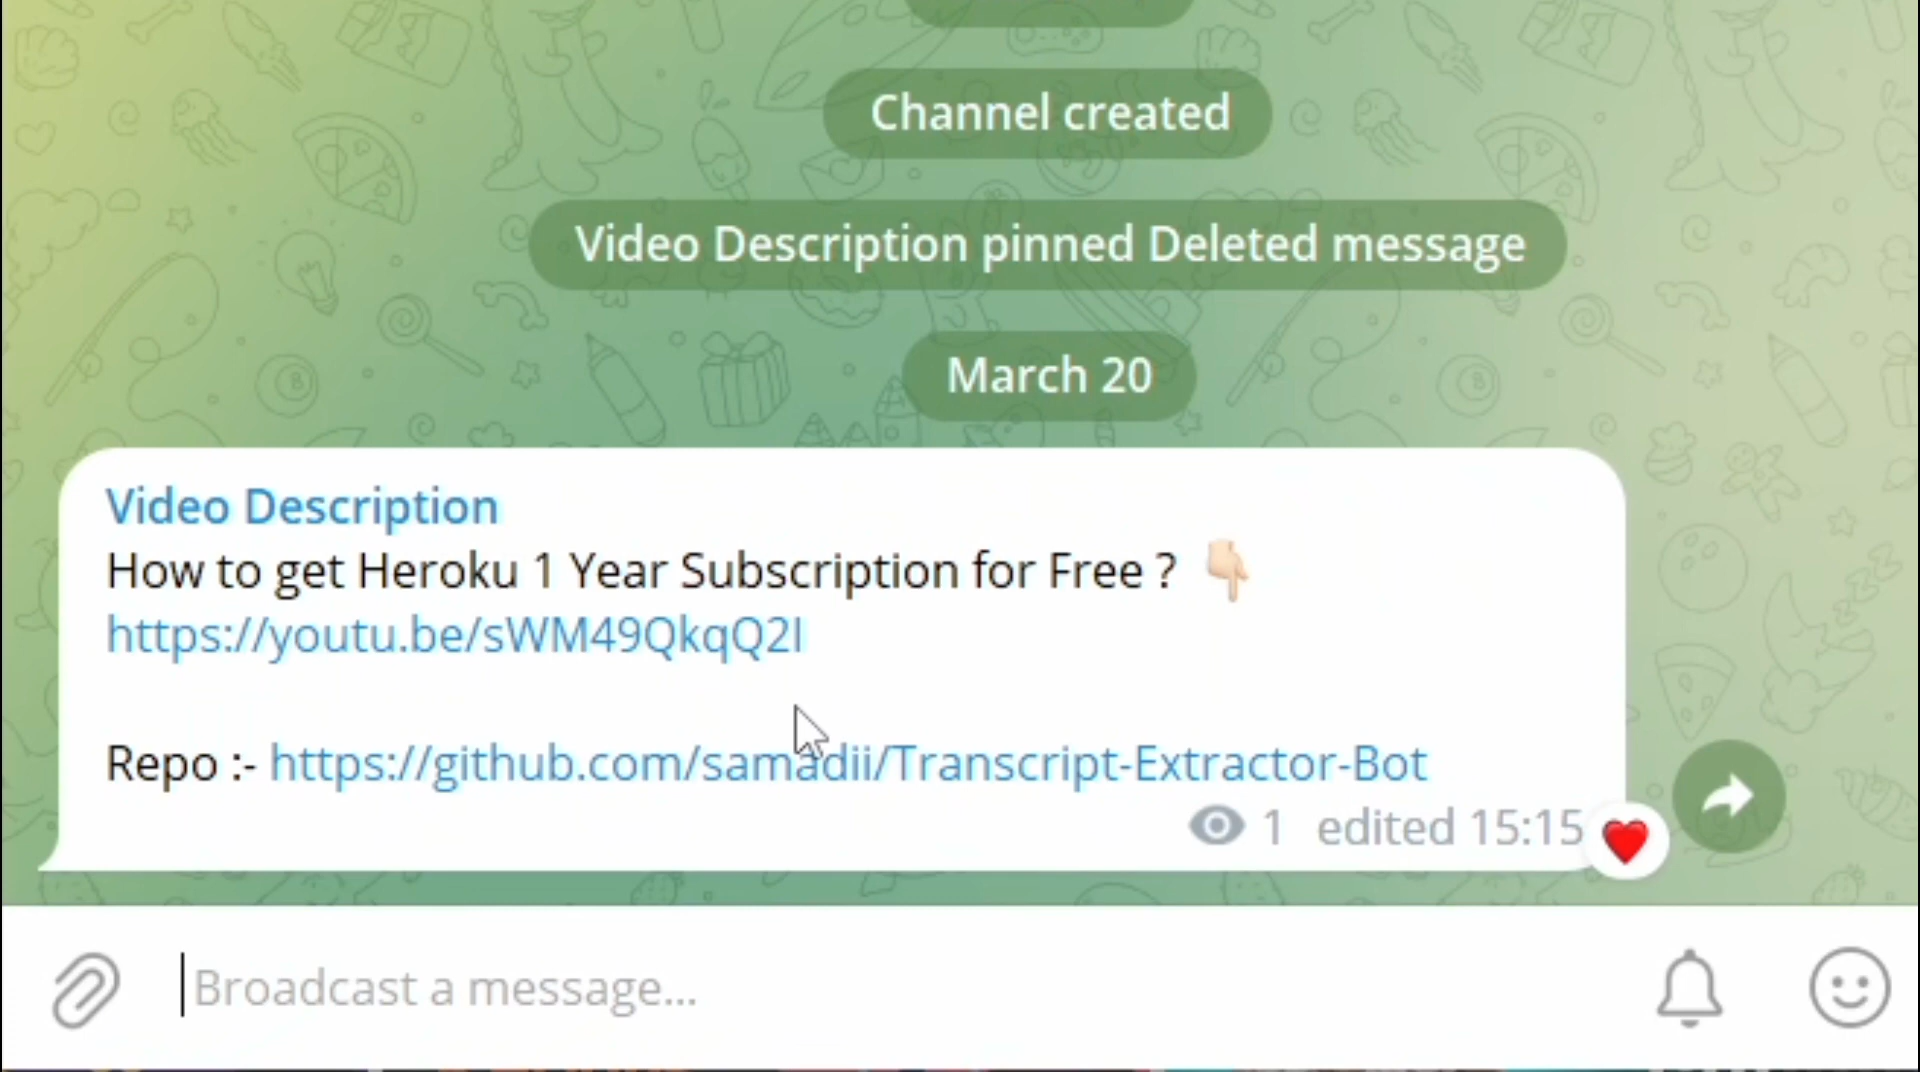 Channel created
Video Description pinned Deleted message
March 20
Video Description
How to get Heroku 1 Year Subscription for Free ? 👇🏻
https://youtu.be/sWM49QkqQ2I
Repo :- https://github.com/samadii/Transcript-Extractor-Bot
1 edited 15:15
Broadcast a message...